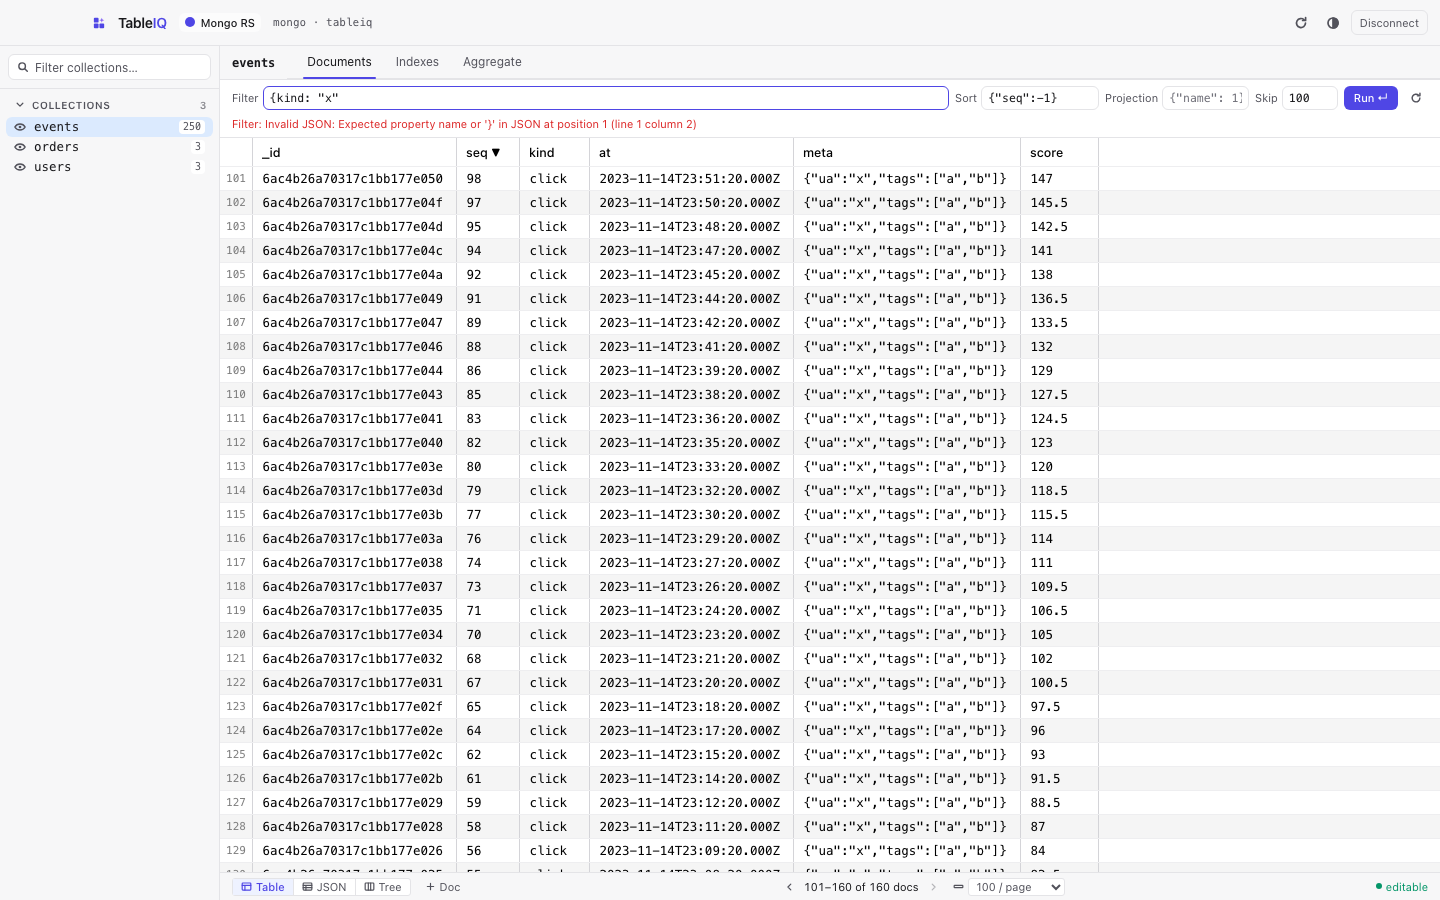 TableIQ Mongo RS mongo · tableiq Disconnect
Filter collections...
events Documents Indexes Aggregate
COLLECTIONS 3
events 250
orders 3
users 3
Filter {kind: "x" Sort {"seq":-1} Projection {"name": 1} Skip 100 Run
Filter: Invalid JSON: Expected property name or '}' in JSON at position 1 (line 1 column 2)
_id seq ▼ kind at meta score
101 6ac4b26a70317c1bb177e050 98 click 2023-11-14T23:51:20.000Z {"ua":"x","tags":["a","b"]} 147
102 6ac4b26a70317c1bb177e04f 97 click 2023-11-14T23:50:20.000Z {"ua":"x","tags":["a","b"]} 145.5
103 6ac4b26a70317c1bb177e04d 95 click 2023-11-14T23:48:20.000Z {"ua":"x","tags":["a","b"]} 142.5
104 6ac4b26a70317c1bb177e04c 94 click 2023-11-14T23:47:20.000Z {"ua":"x","tags":["a","b"]} 141
105 6ac4b26a70317c1bb177e04a 92 click 2023-11-14T23:45:20.000Z {"ua":"x","tags":["a","b"]} 138
106 6ac4b26a70317c1bb177e049 91 click 2023-11-14T23:44:20.000Z {"ua":"x","tags":["a","b"]} 136.5
107 6ac4b26a70317c1bb177e047 89 click 2023-11-14T23:42:20.000Z {"ua":"x","tags":["a","b"]} 133.5
108 6ac4b26a70317c1bb177e046 88 click 2023-11-14T23:41:20.000Z {"ua":"x","tags":["a","b"]} 132
109 6ac4b26a70317c1bb177e044 86 click 2023-11-14T23:39:20.000Z {"ua":"x","tags":["a","b"]} 129
110 6ac4b26a70317c1bb177e043 85 click 2023-11-14T23:38:20.000Z {"ua":"x","tags":["a","b"]} 127.5
111 6ac4b26a70317c1bb177e041 83 click 2023-11-14T23:36:20.000Z {"ua":"x","tags":["a","b"]} 124.5
112 6ac4b26a70317c1bb177e040 82 click 2023-11-14T23:35:20.000Z {"ua":"x","tags":["a","b"]} 123
113 6ac4b26a70317c1bb177e03e 80 click 2023-11-14T23:33:20.000Z {"ua":"x","tags":["a","b"]} 120
114 6ac4b26a70317c1bb177e03d 79 click 2023-11-14T23:32:20.000Z {"ua":"x","tags":["a","b"]} 118.5
115 6ac4b26a70317c1bb177e03b 77 click 2023-11-14T23:30:20.000Z {"ua":"x","tags":["a","b"]} 115.5
116 6ac4b26a70317c1bb177e03a 76 click 2023-11-14T23:29:20.000Z {"ua":"x","tags":["a","b"]} 114
117 6ac4b26a70317c1bb177e038 74 click 2023-11-14T23:27:20.000Z {"ua":"x","tags":["a","b"]} 111
118 6ac4b26a70317c1bb177e037 73 click 2023-11-14T23:26:20.000Z {"ua":"x","tags":["a","b"]} 109.5
119 6ac4b26a70317c1bb177e035 71 click 2023-11-14T23:24:20.000Z {"ua":"x","tags":["a","b"]} 106.5
120 6ac4b26a70317c1bb177e034 70 click 2023-11-14T23:23:20.000Z {"ua":"x","tags":["a","b"]} 105
121 6ac4b26a70317c1bb177e032 68 click 2023-11-14T23:21:20.000Z {"ua":"x","tags":["a","b"]} 102
122 6ac4b26a70317c1bb177e031 67 click 2023-11-14T23:20:20.000Z {"ua":"x","tags":["a","b"]} 100.5
123 6ac4b26a70317c1bb177e02f 65 click 2023-11-14T23:18:20.000Z {"ua":"x","tags":["a","b"]} 97.5
124 6ac4b26a70317c1bb177e02e 64 click 2023-11-14T23:17:20.000Z {"ua":"x","tags":["a","b"]} 96
125 6ac4b26a70317c1bb177e02c 62 click 2023-11-14T23:15:20.000Z {"ua":"x","tags":["a","b"]} 93
126 6ac4b26a70317c1bb177e02b 61 click 2023-11-14T23:14:20.000Z {"ua":"x","tags":["a","b"]} 91.5
127 6ac4b26a70317c1bb177e029 59 click 2023-11-14T23:12:20.000Z {"ua":"x","tags":["a","b"]} 88.5
128 6ac4b26a70317c1bb177e028 58 click 2023-11-14T23:11:20.000Z {"ua":"x","tags":["a","b"]} 87
129 6ac4b26a70317c1bb177e026 56 click 2023-11-14T23:09:20.000Z {"ua":"x","tags":["a","b"]} 84
Table JSON Tree + Doc 101–160 of 160 docs 100 / page editable